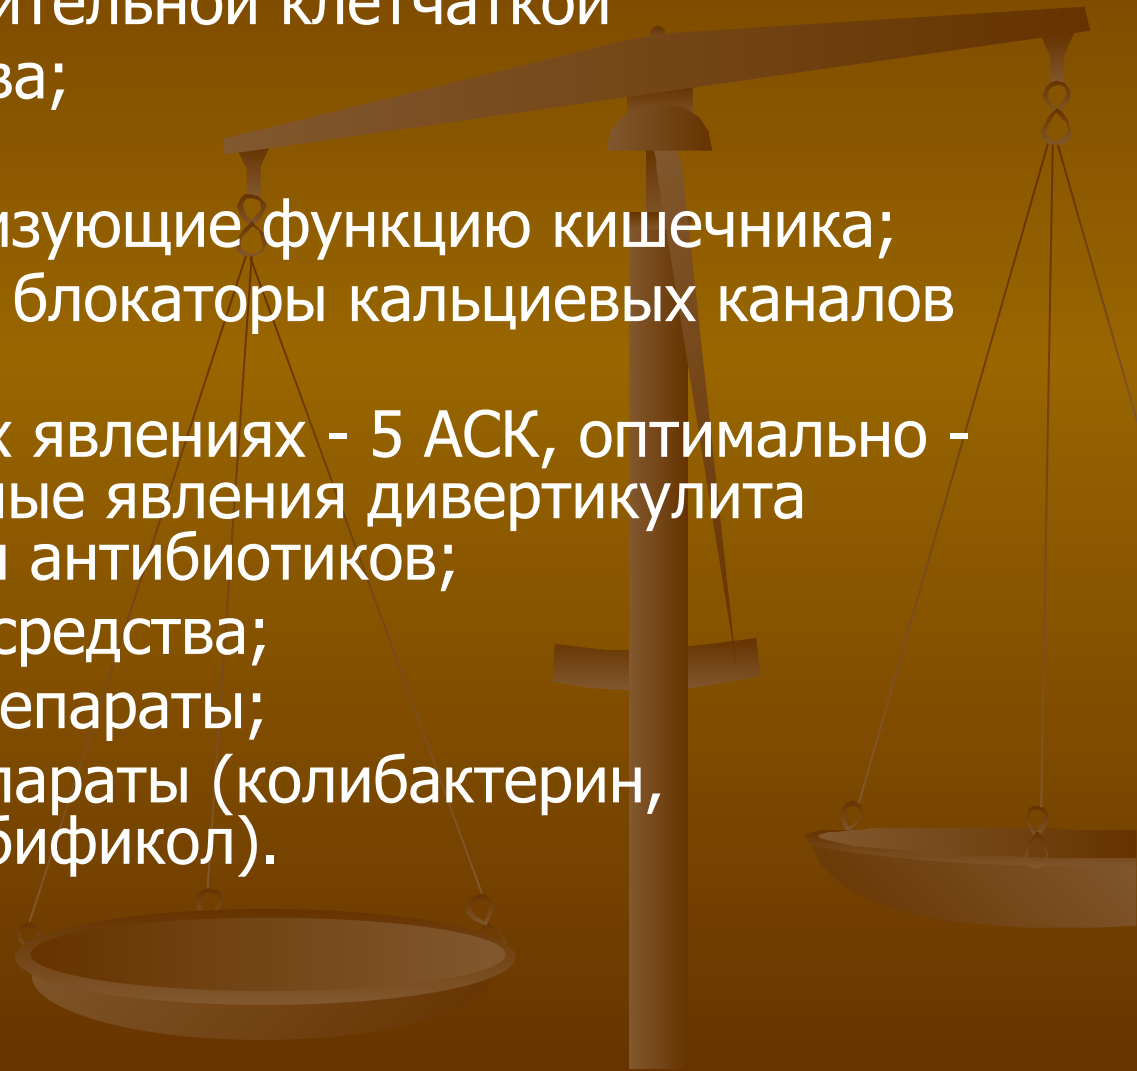 ительной клетчаткой
ва;
изующие функцию кишечника;
блокаторы кальциевых каналов
х явлениях - 5 АСК, оптимально -
ные явления дивертикулита
и антибиотиков;
средства;
епараты;
параты (колибактерин,
бификол).